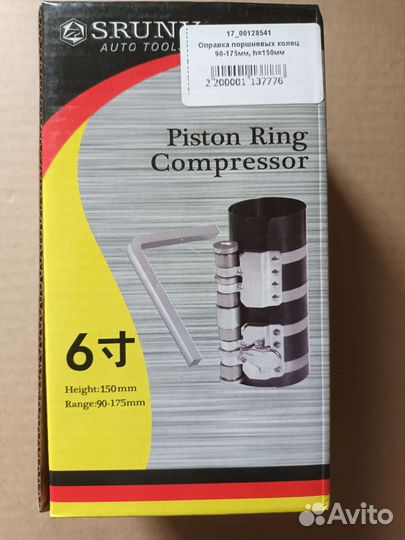 SRUNV
AUTO TOOLS
17_00128541
Оправка поршневых колец
90-175мм, h=150мм
2 200001 137776
Piston Ring
Compressor
6寸
Height:150mm
Range:90-175mm
Avito